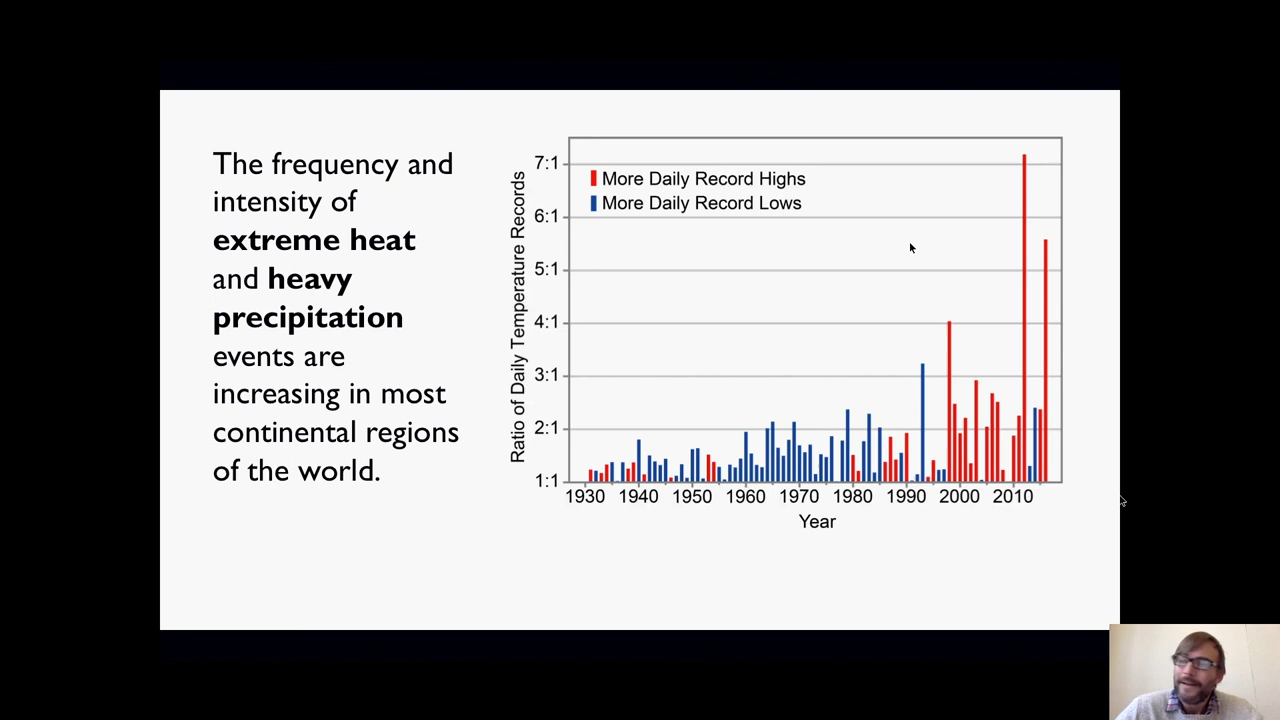 The frequency and
intensity of
extreme heat
and heavy
precipitation
events are
increasing in most
continental regions
of the world.
Ratio of Daily Temperature Records
7:1
6:1
5:1
4:1
3:1
2:1
1:1
More Daily Record Highs
More Daily Record Lows
1930 1940 1950 1960 1970 1980 1990 2000 2010
Year